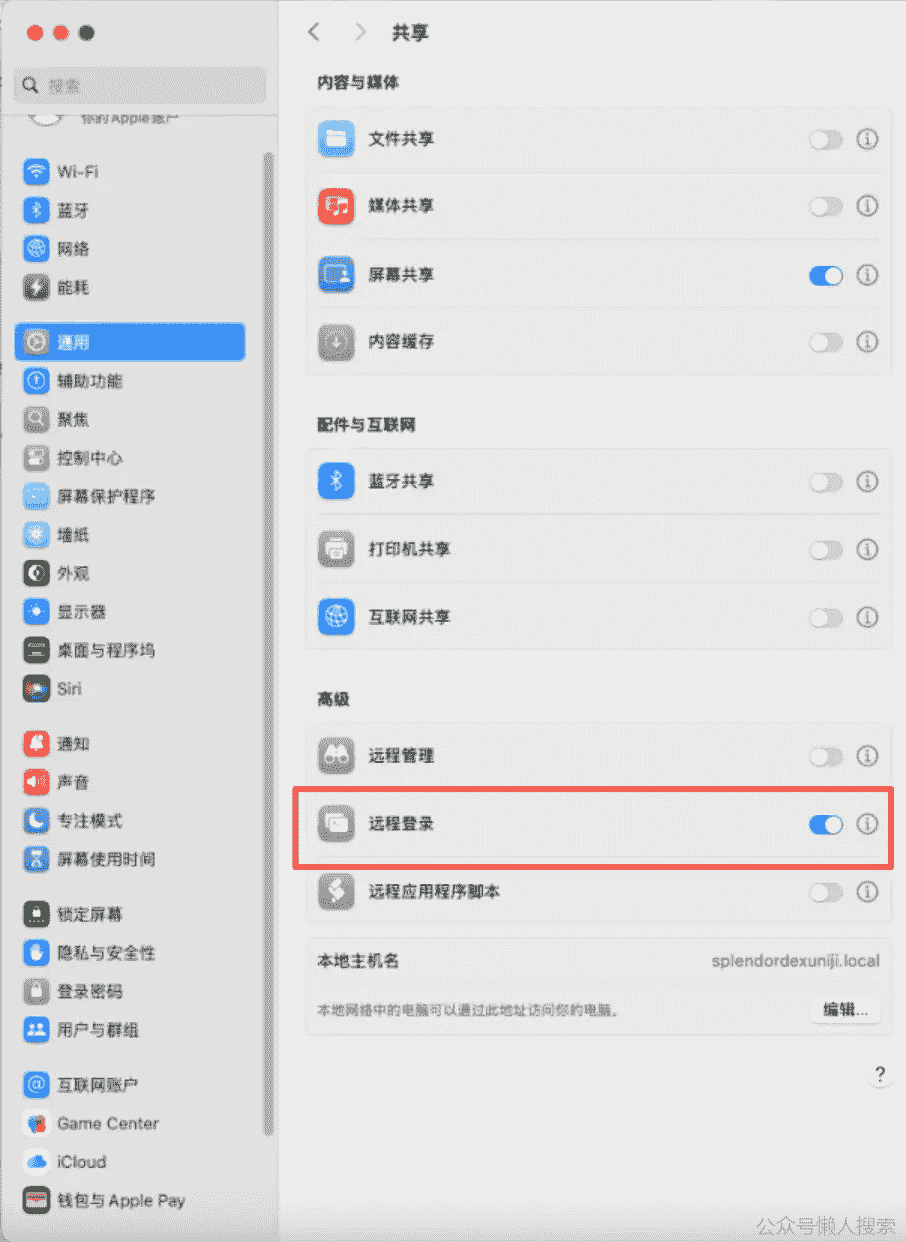 共享
搜索
你的Apple账户
Wi-Fi
蓝牙
网络
能耗
通用
辅助功能
聚焦
控制中心
屏幕保护程序
墙纸
外观
显示器
桌面与程序坞
Siri
通知
声音
专注模式
屏幕使用时间
锁定屏幕
隐私与安全性
登录密码
用户与群组
互联网账户
Game Center
iCloud
钱包与 Apple Pay
内容与媒体
文件共享
媒体共享
屏幕共享
内容缓存
配件与互联网
蓝牙共享
打印机共享
互联网共享
高级
远程管理
远程登录
远程应用程序脚本
本地主机名 splendordexuniji.local
本地网络中的电脑可以通过此地址访问你的电脑。 编辑...
?
公众号懒人搜索